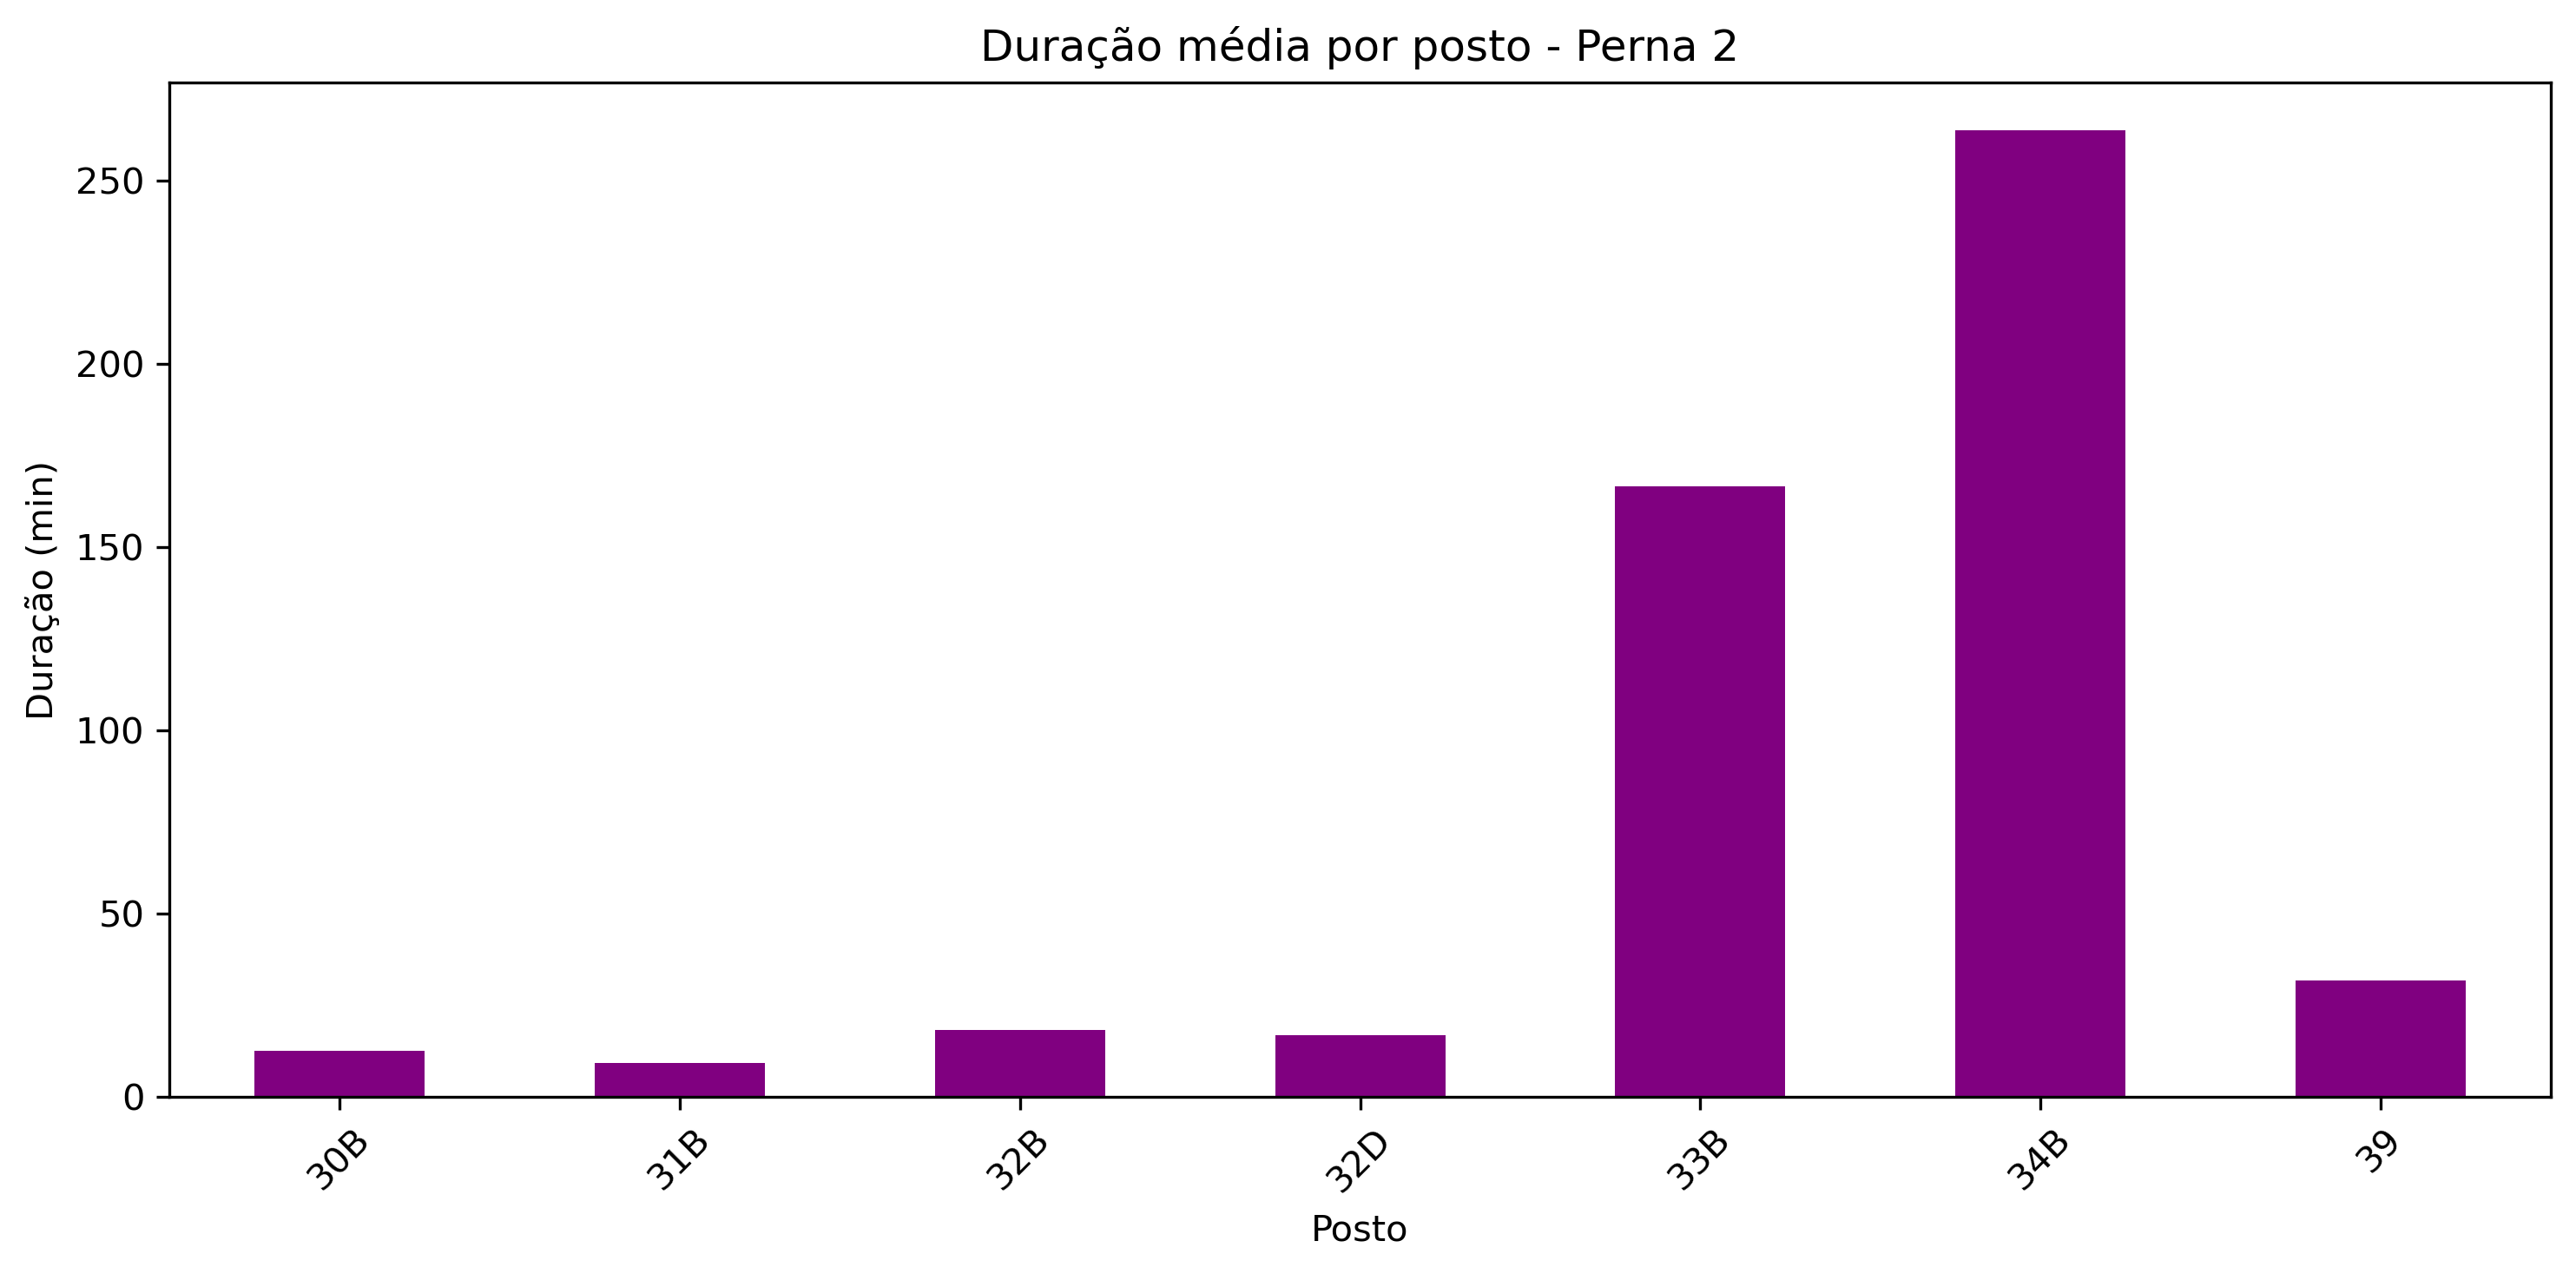 Duração média por posto - Perna 2
Duração (min)
250
200
150
100
50
0
30B
31B
32B
32D
33B
34B
39
Posto